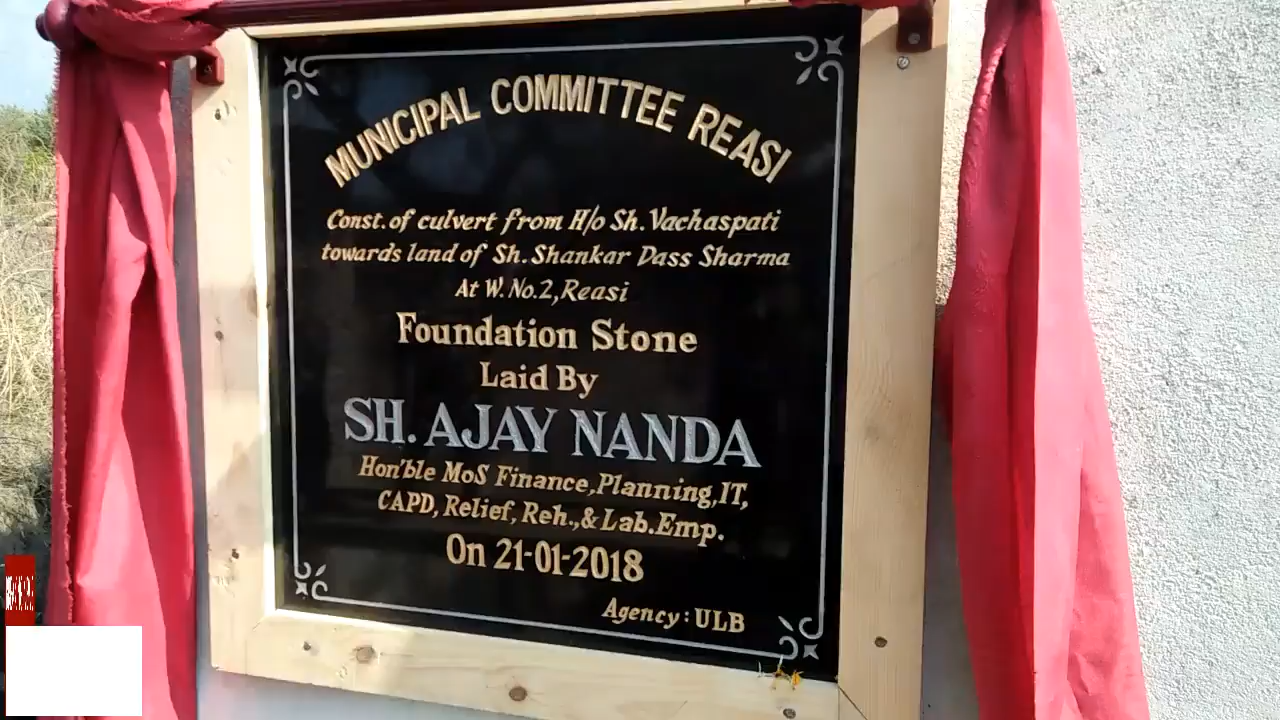 MUNICIPAL COMMITTEE REASI
Const. of culvert from H/o Sh. Vachaspati
towards land of Sh. Shankar Dass Sharma
At W. No.2, Reasi
Foundation Stone
Laid By
SH. AJAY NANDA
Hon'ble MoS Finance, Planning, IT,
CAPD, Relief, Reh., & Lab. Emp.
On 21-01-2018
Agency : ULB